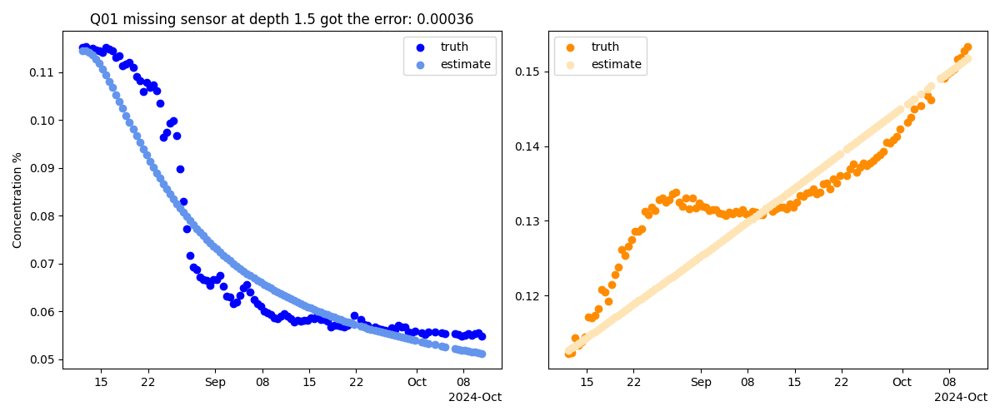 Q01 missing sensor at depth 1.5 got the error: 0.00036
Concentration %
0.11
0.10
0.09
0.08
0.07
0.06
0.05
truth
estimate
15 22 Sep 08 15 22 Oct 08
2024-Oct
truth
estimate
0.15
0.14
0.13
0.12
15 22 Sep 08 15 22 Oct 08
2024-Oct